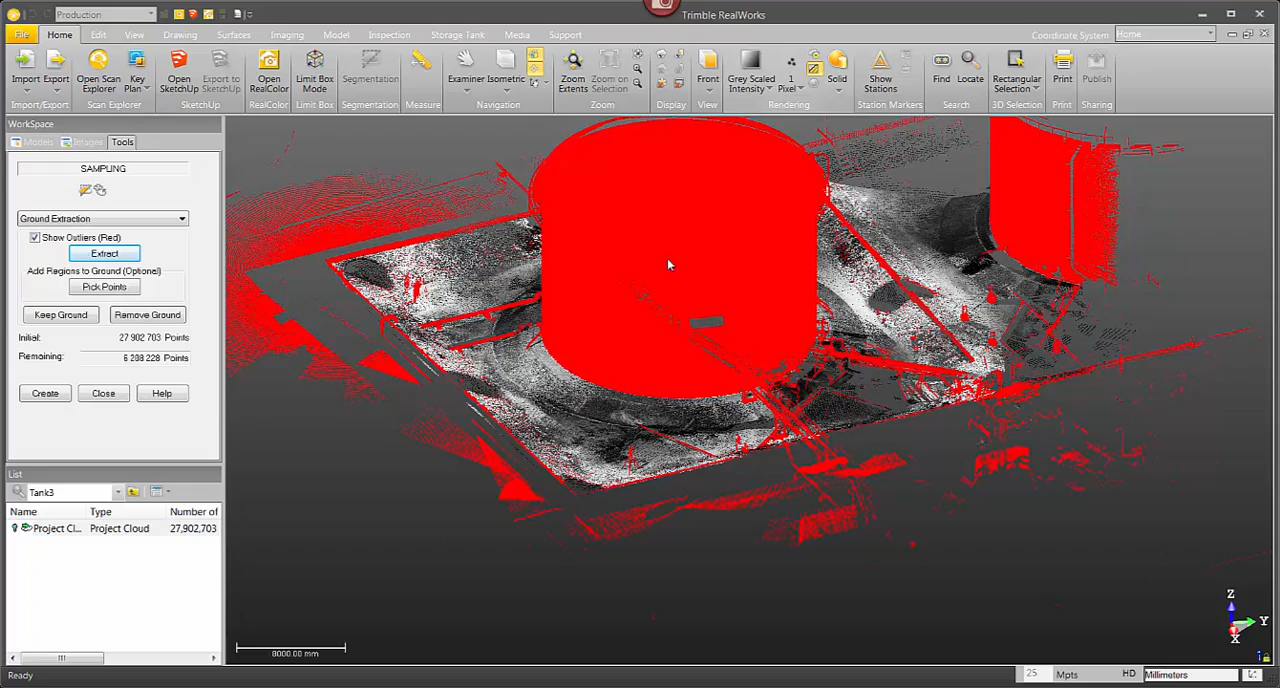 Production
Trimble RealWorks
File Home Edit View Drawing Surfaces Imaging Model Inspection Storage Tank Media Support
Coordinate System Home
Import Export
Import/Export
Open Scan Explorer
Key Plan
Scan Explorer
Open SketchUp
Export to SketchUp
SketchUp
Open RealColor
RealColor
Limit Box Mode
Limit Box
Segmentation
Segmentation
Measure
Examiner Isometric
Navigation
Zoom Extents
Zoom on Selection
Zoom
Display
Front
View
Grey Scaled Intensity
1 Pixel
Solid
Rendering
Show Stations
Station Markers
Find Locate
Search
Rectangular Selection
3D Selection
Print
Print
Publish
Sharing
WorkSpace
Models Images Tools
SAMPLING
Ground Extraction
Show Outliers (Red)
Extract
Add Regions to Ground (Optional)
Pick Points
Keep Ground Remove Ground
Initial: 27 902 703 Points
Remaining: 6 208 228 Points
Create Close Help
List
Tank3
Name Type Number of
Project Cl... Project Cloud 27,902,703
8000.00 mm
Z
Y
X
Ready
25 Mpts HD Millimeters